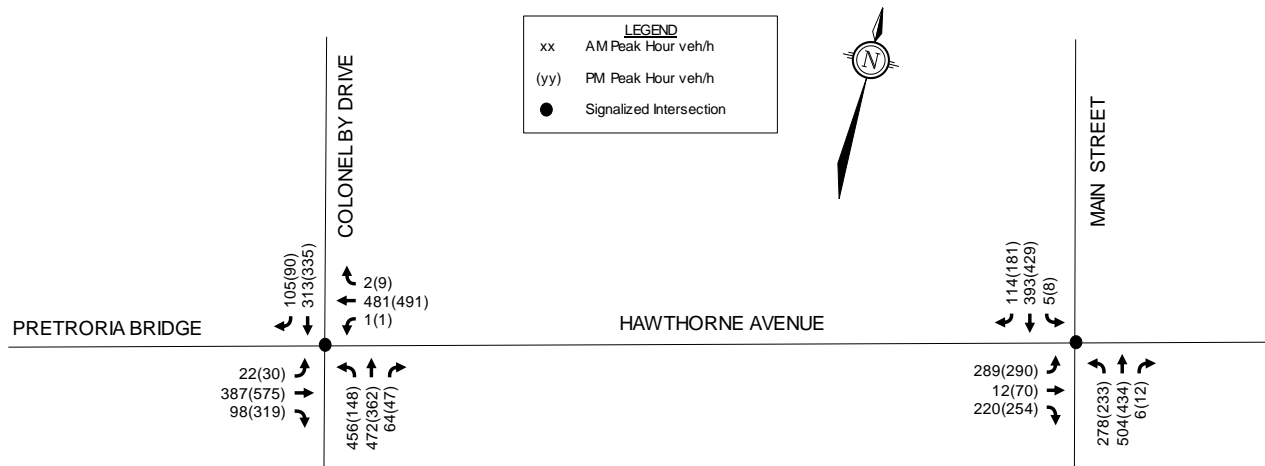 LEGEND
xx AM Peak Hour veh/h
(yy) PM Peak Hour veh/h
Signalized Intersection
N
COLONEL BY DRIVE
MAIN STREET
105(90)
313(335)
2(9)
481(491)
1(1)
114(181)
393(429)
5(8)
PRETRORIA BRIDGE
HAWTHORNE AVENUE
22(30)
387(575)
98(319)
456(148)
472(362)
64(47)
289(290)
12(70)
220(254)
278(233)
504(434)
6(12)